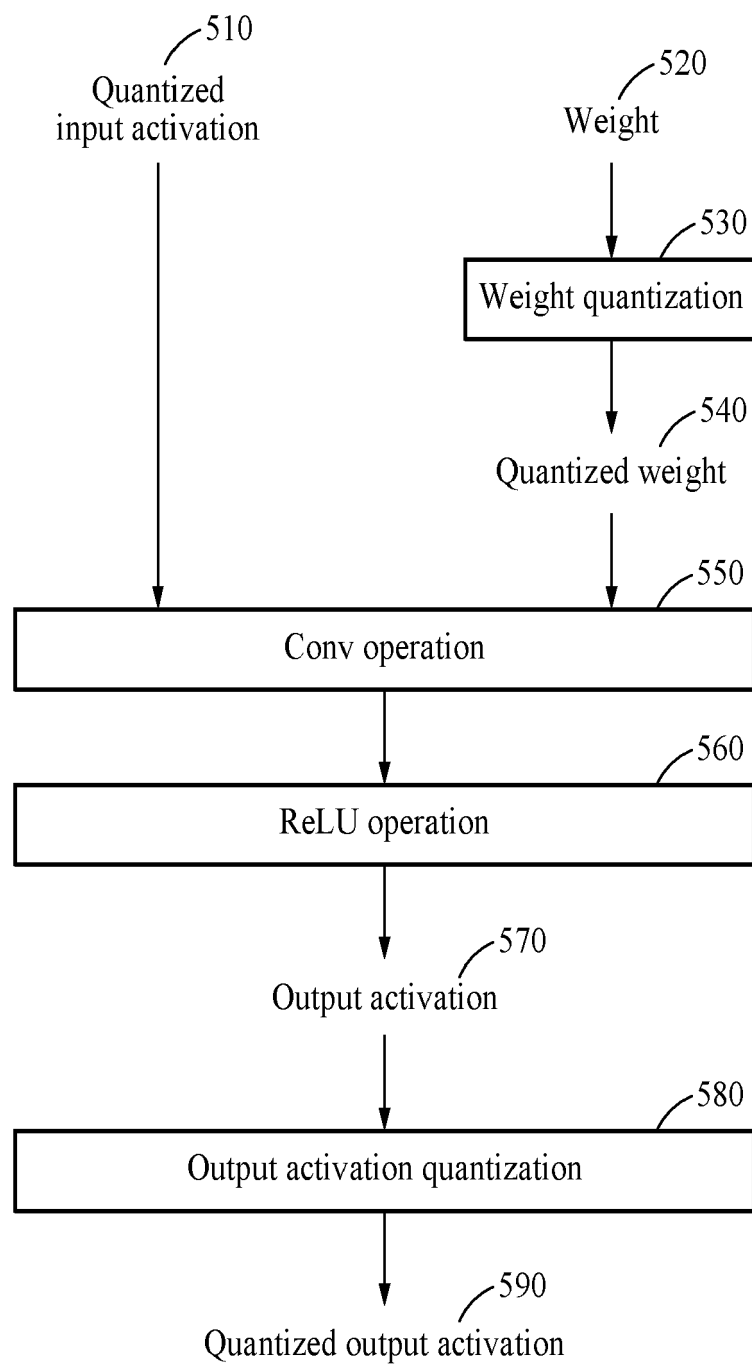 510
Quantized
input activation
520
Weight
530
Weight quantization
540
Quantized weight
550
Conv operation
560
ReLU operation
570
Output activation
580
Output activation quantization
590
Quantized output activation